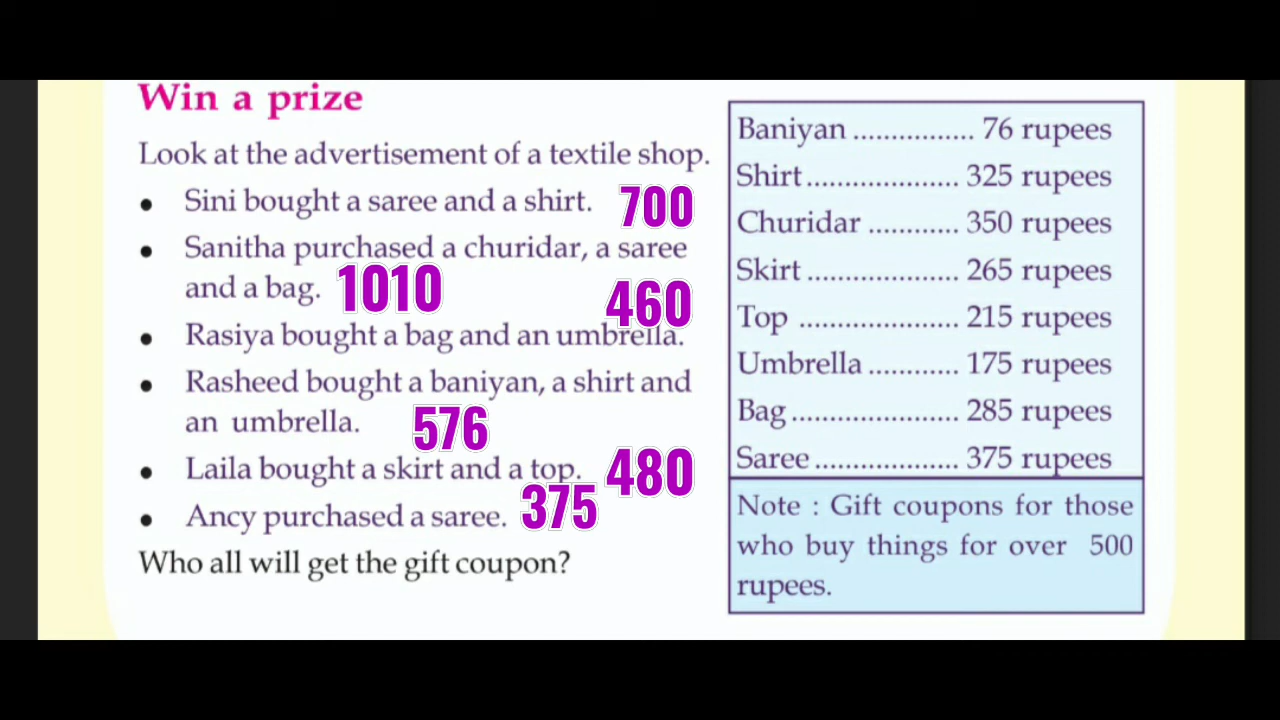 Win a prize
Look at the advertisement of a textile shop.
• Sini bought a saree and a shirt. 700
• Sanitha purchased a churidar, a saree
and a bag. 1010
460
• Rasiya bought a bag and an umbrella.
• Rasheed bought a baniyan, a shirt and
an umbrella. 576
• Laila bought a skirt and a top. 480
• Ancy purchased a saree. 375
Who all will get the gift coupon?
Baniyan ................ 76 rupees
Shirt .................... 325 rupees
Churidar ............ 350 rupees
Skirt .................... 265 rupees
Top ..................... 215 rupees
Umbrella ............ 175 rupees
Bag ...................... 285 rupees
Saree ................... 375 rupees
Note : Gift coupons for those
who buy things for over 500
rupees.